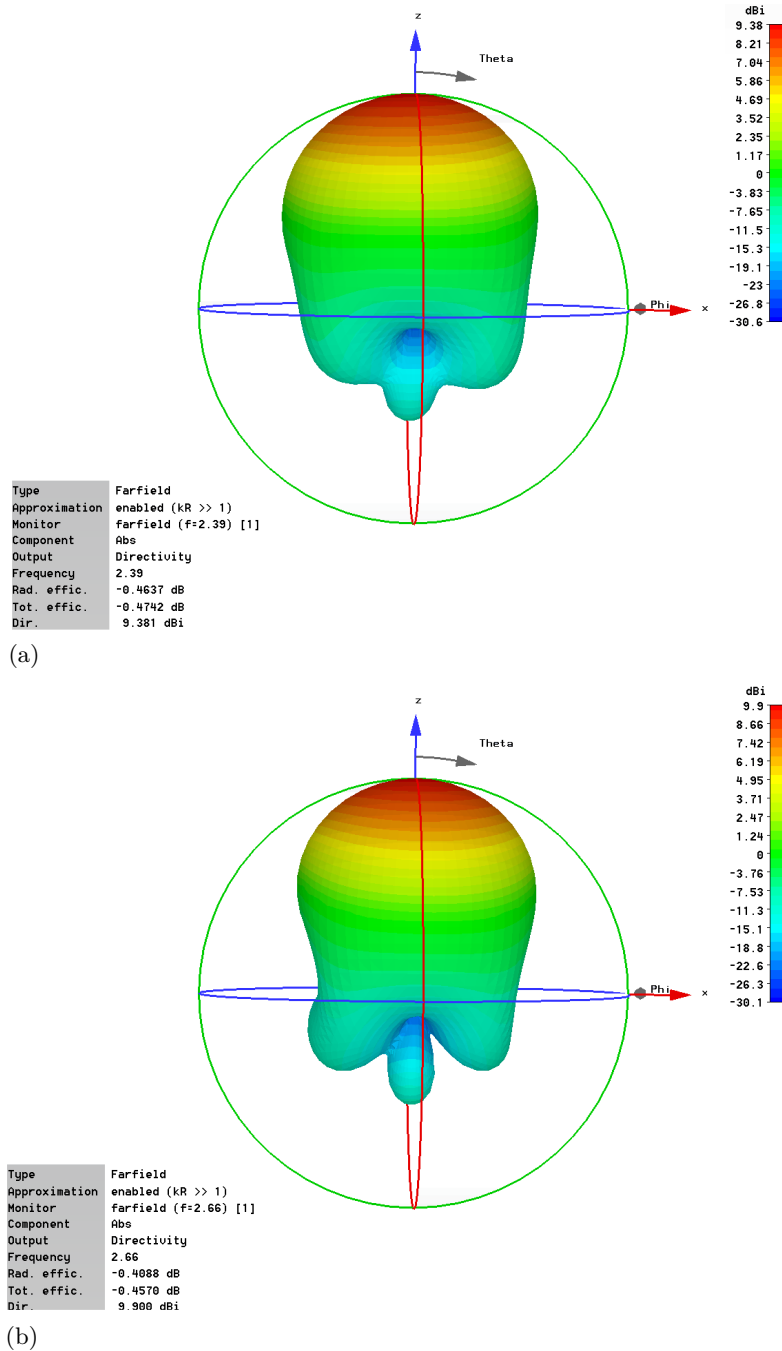 dBi
9.38
8.21
7.04
5.86
4.69
3.52
2.35
1.17
0
-3.83
-7.65
-11.5
-15.3
-19.1
-23
-26.8
-30.6
z
Theta
Phi
x
Type Farfield
Approximation enabled (kR >> 1)
Monitor farfield (f=2.39) [1]
Component Abs
Output Directivity
Frequency 2.39
Rad. effic. -0.4637 dB
Tot. effic. -0.4742 dB
Dir. 9.381 dBi
(a)
dBi
9.9
8.66
7.42
6.19
4.95
3.71
2.47
1.24
0
-3.76
-7.53
-11.3
-15.1
-18.8
-22.6
-26.3
-30.1
z
Theta
Phi
x
Type Farfield
Approximation enabled (kR >> 1)
Monitor farfield (f=2.66) [1]
Component Abs
Output Directivity
Frequency 2.66
Rad. effic. -0.4088 dB
Tot. effic. -0.4570 dB
Dir. 9.900 dBi
(b)